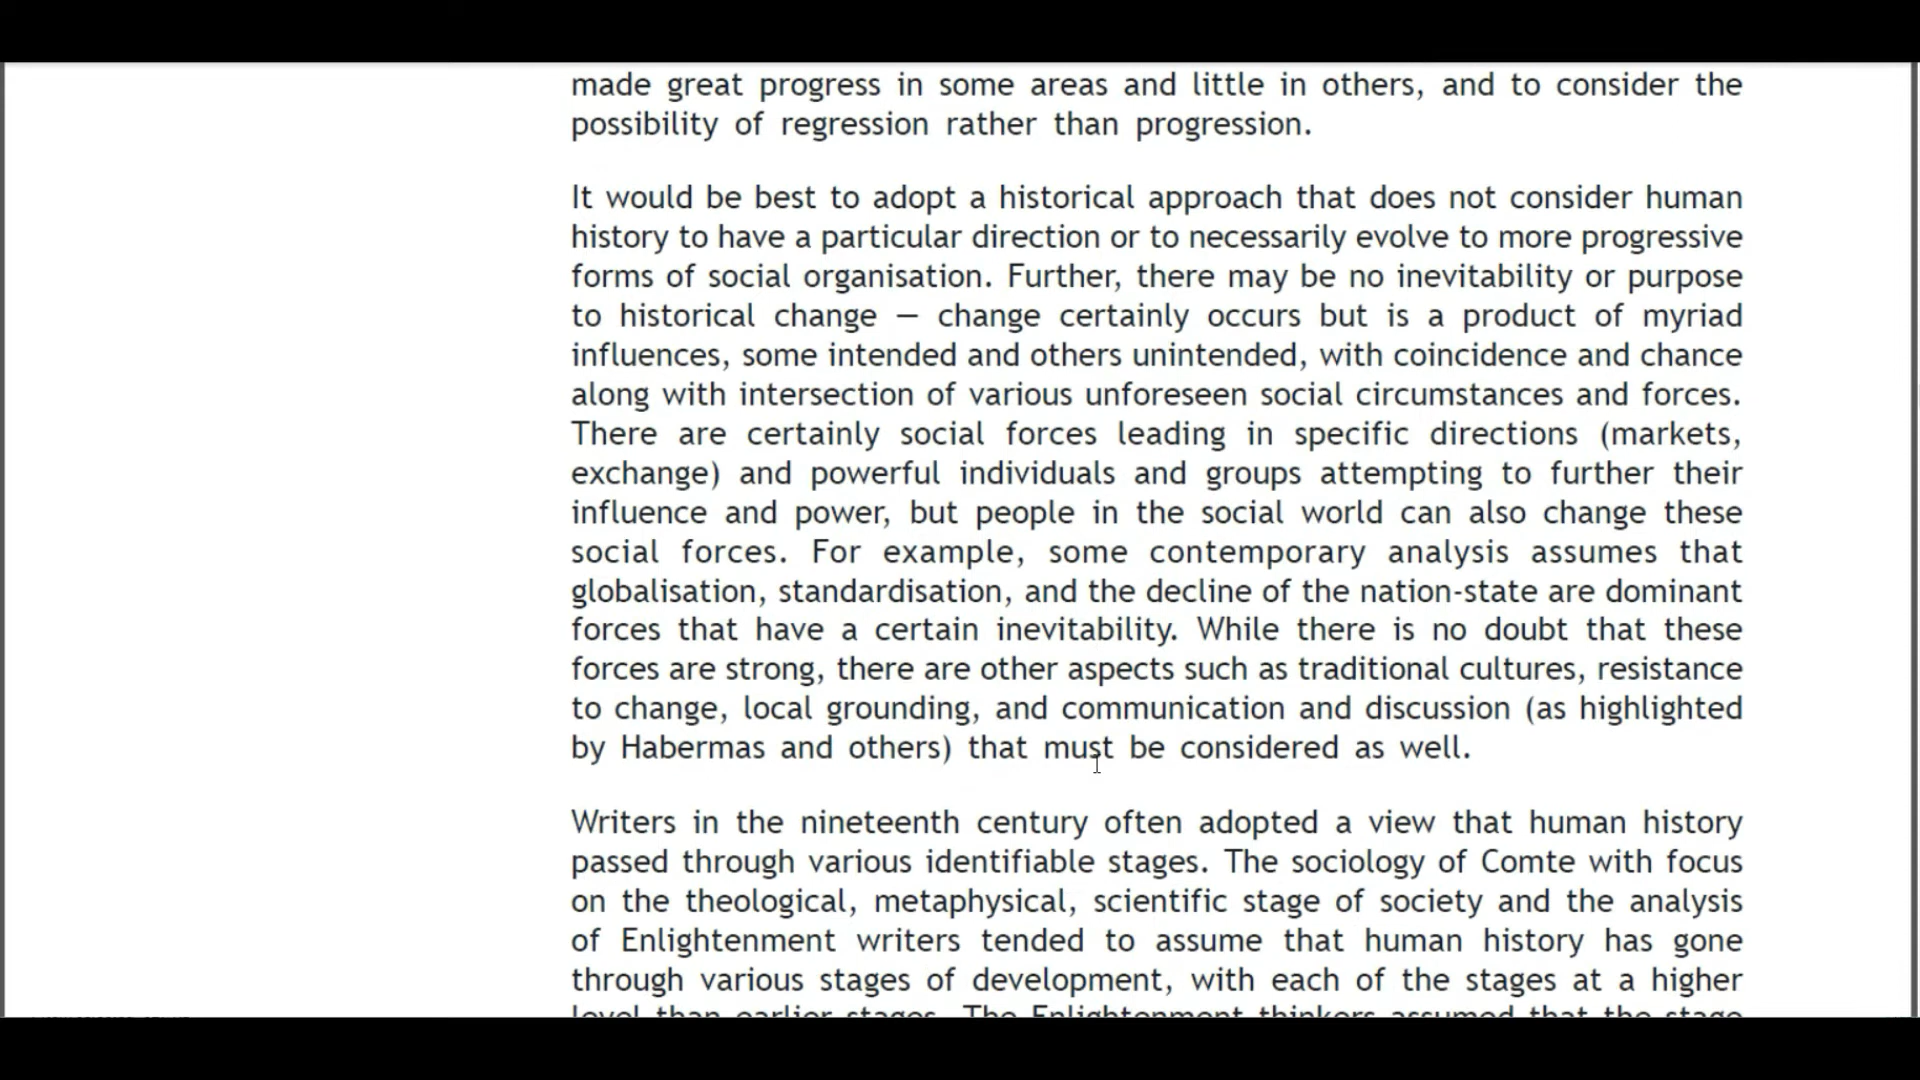 made great progress in some areas and little in others, and to consider the
possibility of regression rather than progression.
It would be best to adopt a historical approach that does not consider human
history to have a particular direction or to necessarily evolve to more progressive
forms of social organisation. Further, there may be no inevitability or purpose
to historical change — change certainly occurs but is a product of myriad
influences, some intended and others unintended, with coincidence and chance
along with intersection of various unforeseen social circumstances and forces.
There are certainly social forces leading in specific directions (markets,
exchange) and powerful individuals and groups attempting to further their
influence and power, but people in the social world can also change these
social forces. For example, some contemporary analysis assumes that
globalisation, standardisation, and the decline of the nation-state are dominant
forces that have a certain inevitability. While there is no doubt that these
forces are strong, there are other aspects such as traditional cultures, resistance
to change, local grounding, and communication and discussion (as highlighted
by Habermas and others) that must be considered as well.
Writers in the nineteenth century often adopted a view that human history
passed through various identifiable stages. The sociology of Comte with focus
on the theological, metaphysical, scientific stage of society and the analysis
of Enlightenment writers tended to assume that human history has gone
through various stages of development, with each of the stages at a higher
level than earlier stages. The Enlightenment thinkers assumed that the stage